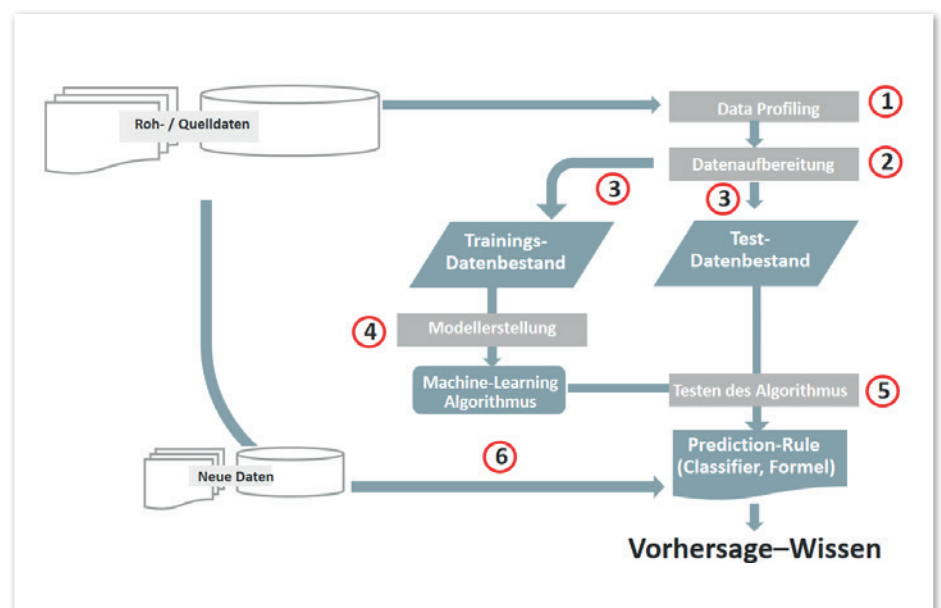 Roh- / Quelldaten
Data Profiling
1
Datenaufbereitung
2
3
3
Trainings-
Datenbestand
Test-
Datenbestand
4
Modellerstellung
Machine-Learning
Algorithmus
Testen des Algorithmus
5
Prediction-Rule
(Classifier, Formel)
6
Neue Daten
Vorhersage–Wissen